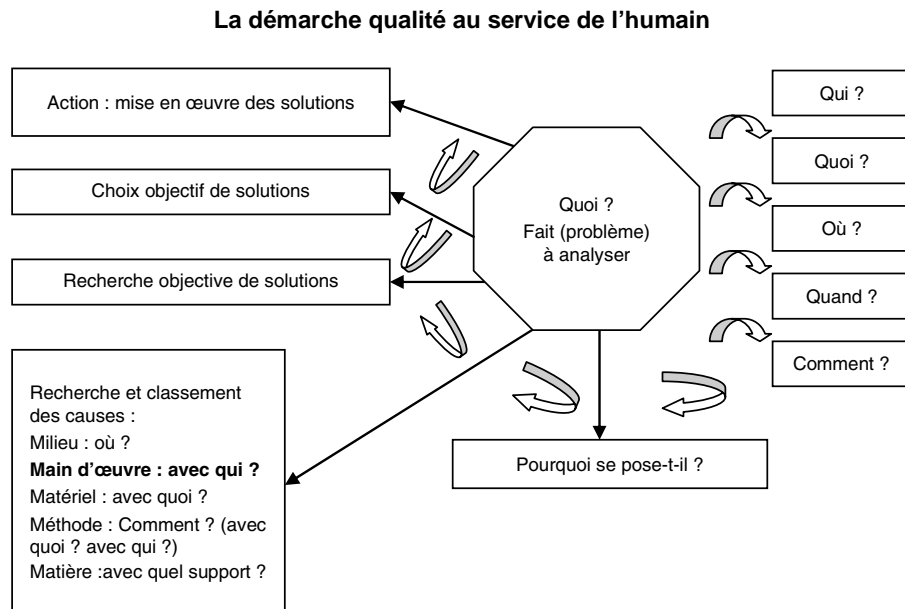 La démarche qualité au service de l'humain
Action : mise en œuvre des solutions
Choix objectif de solutions
Recherche objective de solutions
Recherche et classement
des causes :
Milieu : où ?
Main d'œuvre : avec qui ?
Matériel : avec quoi ?
Méthode : Comment ? (avec
quoi ? avec qui ?)
Matière :avec quel support ?
Quoi ?
Fait (problème)
à analyser
Pourquoi se pose-t-il ?
Qui ?
Quoi ?
Où ?
Quand ?
Comment ?